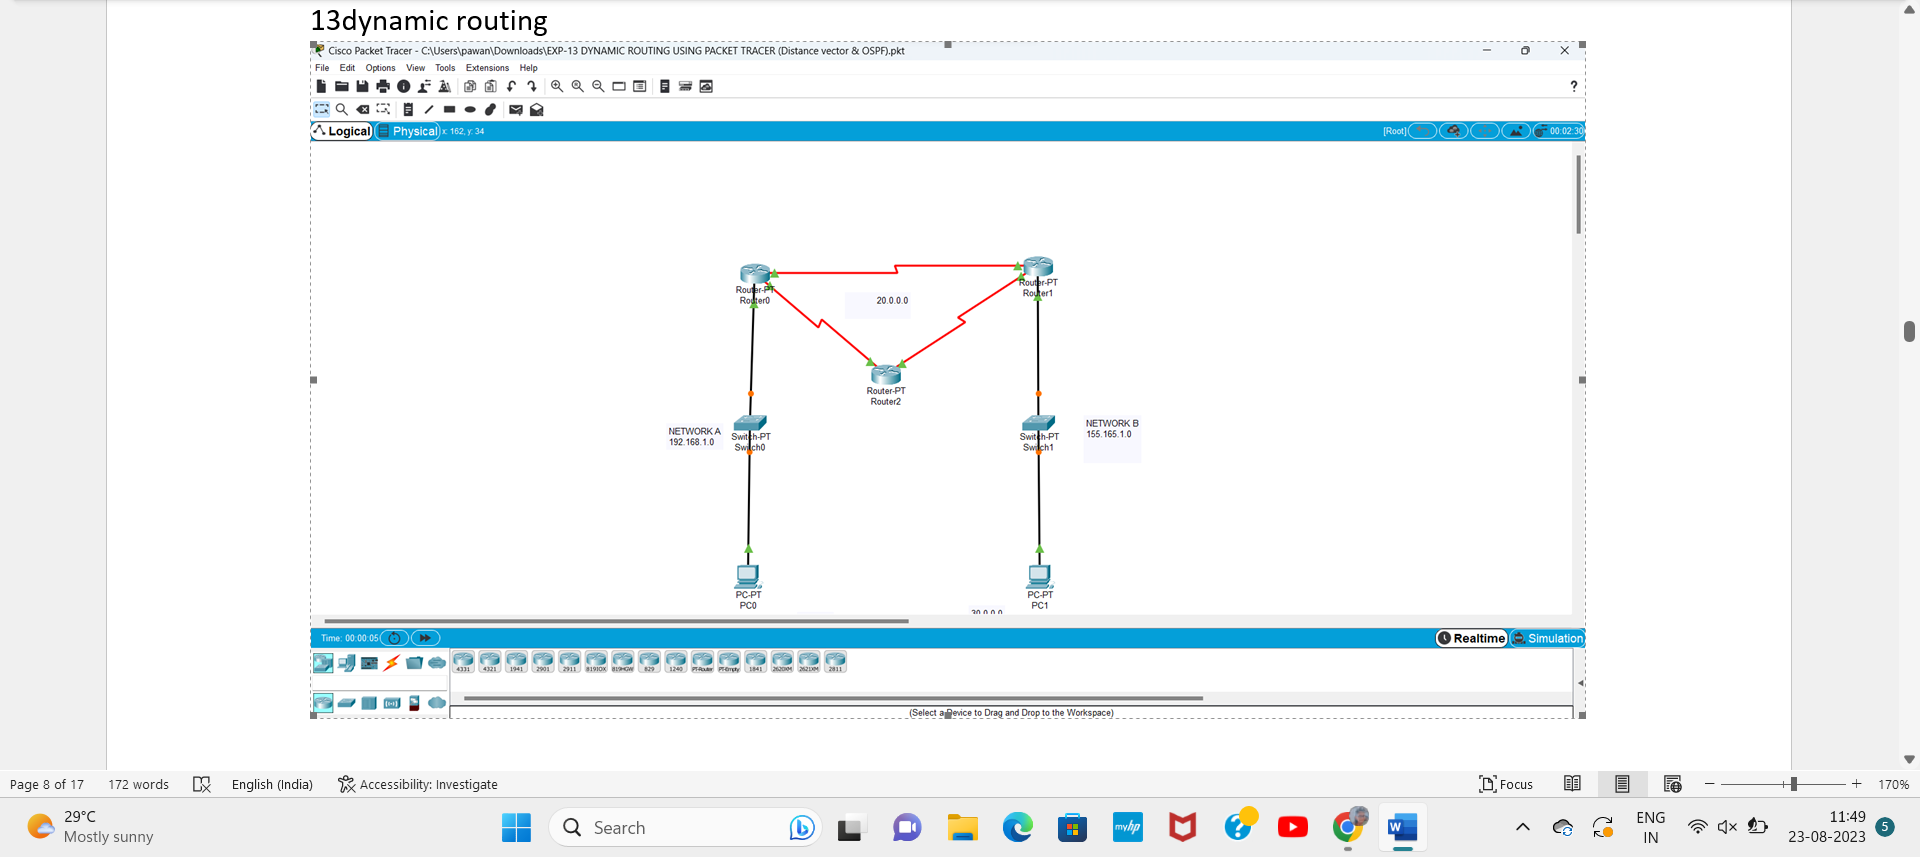 13dynamic routing
Cisco Packet Tracer - C:\Users\pawan\Downloads\EXP-13 DYNAMIC ROUTING USING PACKET TRACER (Distance vector & OSPF).pkt
File Edit Options View Tools Extensions Help
?
Logical Physical x: 162, y: 34
[Root] 00:02:30
Router-PT
Router0
Router-PT
Router1
20.0.0.0
Router-PT
Router2
NETWORK A
192.168.1.0
Switch-PT
Switch0
Switch-PT
Switch1
NETWORK B
155.165.1.0
PC-PT
PC0
PC-PT
PC1
30.0.0.0
Time: 00:00:05
Realtime Simulation
4331 4321 1941 2901 2911 819IOX 819HGW 829 1240 PT-Router PT-Empty 1841 2620XM 2621XM 2811
(Select a Device to Drag and Drop to the Workspace)
Page 8 of 17 172 words English (India) Accessibility: Investigate Focus 170%
29°C
Mostly sunny
Search
myhp
ENG
IN
11:49
23-08-2023
5